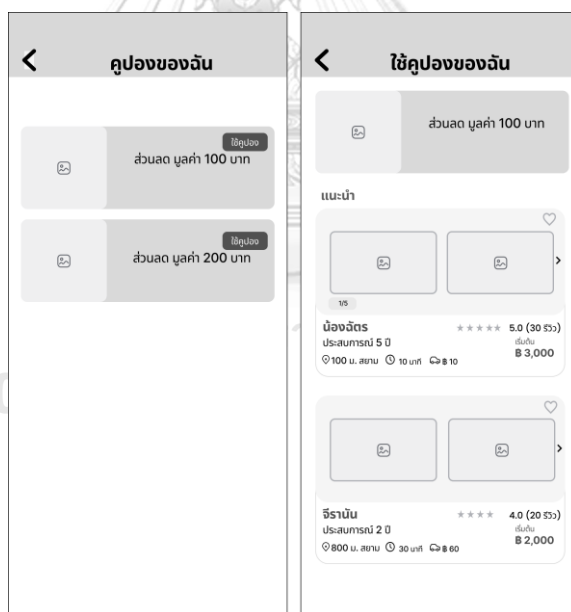 คูปองของฉัน
ใช้คูปอง
ส่วนลด มูลค่า 100 บาท
ใช้คูปอง
ส่วนลด มูลค่า 200 บาท
ใช้คูปองของฉัน
ส่วนลด มูลค่า 100 บาท
แนะนำ
1/5
น้องฉัตร 5.0 (30 รีวิว)
ประสบการณ์ 5 ปี เริ่มต้น
฿ 3,000
100 ม. สยาม 10 นาที ฿ 10
จีรานัน 4.0 (20 รีวิว)
ประสบการณ์ 2 ปี เริ่มต้น
฿ 2,000
800 ม. สยาม 30 นาที ฿ 60